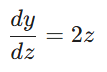 dy/dz = 2z